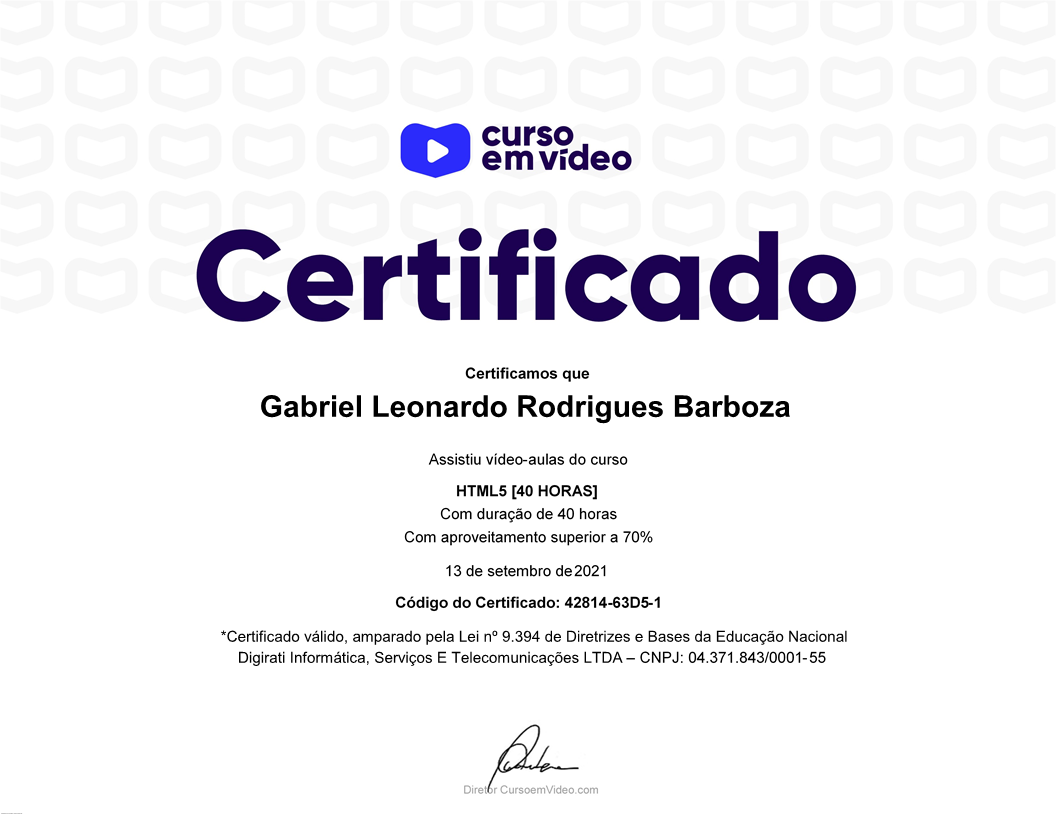 curso
em vídeo
Certificado
Certificamos que
Gabriel Leonardo Rodrigues Barboza
Assistiu vídeo-aulas do curso
HTML5 [40 HORAS]
Com duração de 40 horas
Com aproveitamento superior a 70%
13 de setembro de 2021
Código do Certificado: 42814-63D5-1
*Certificado válido, amparado pela Lei nº 9.394 de Diretrizes e Bases da Educação Nacional
Digirati Informática, Serviços E Telecomunicações LTDA – CNPJ: 04.371.843/0001-55
Diretor CursoemVideo.com